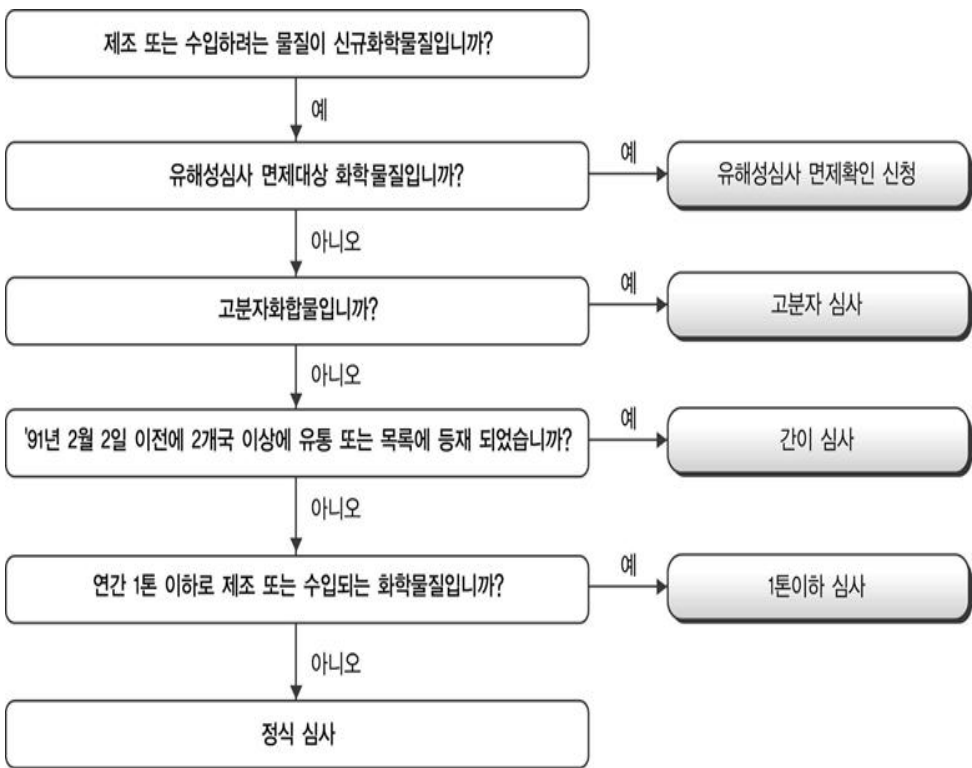 제조 또는 수입하려는 물질이 신규화학물질입니까?
예
유해성심사 면제대상 화학물질입니까?
예
유해성심사 면제확인 신청
아니오
고분자화합물입니까?
예
고분자 심사
아니오
'91년 2월 2일 이전에 2개국 이상에 유통 또는 목록에 등재 되었습니까?
예
간이 심사
아니오
연간 1톤 이하로 제조 또는 수입되는 화학물질입니까?
예
1톤이하 심사
아니오
정식 심사